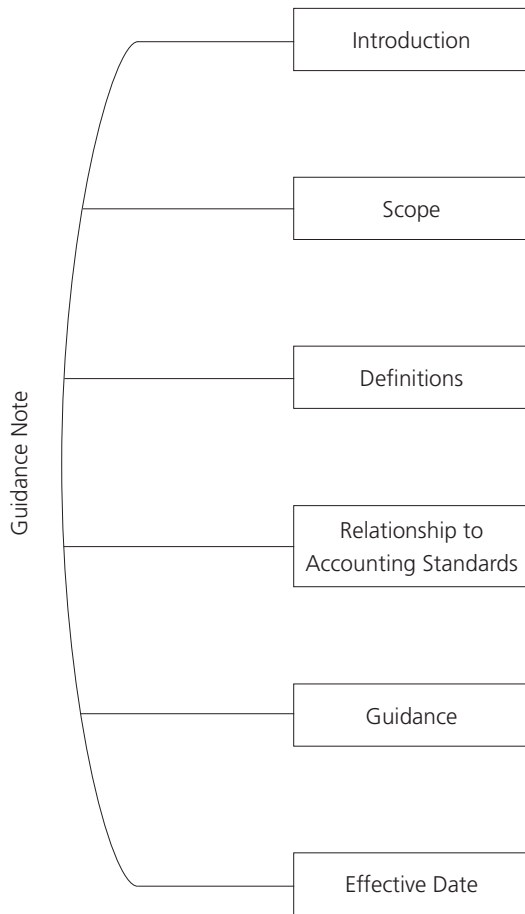 Introduction
Scope
Definitions
Guidance Note
Relationship to
Accounting Standards
Guidance
Effective Date